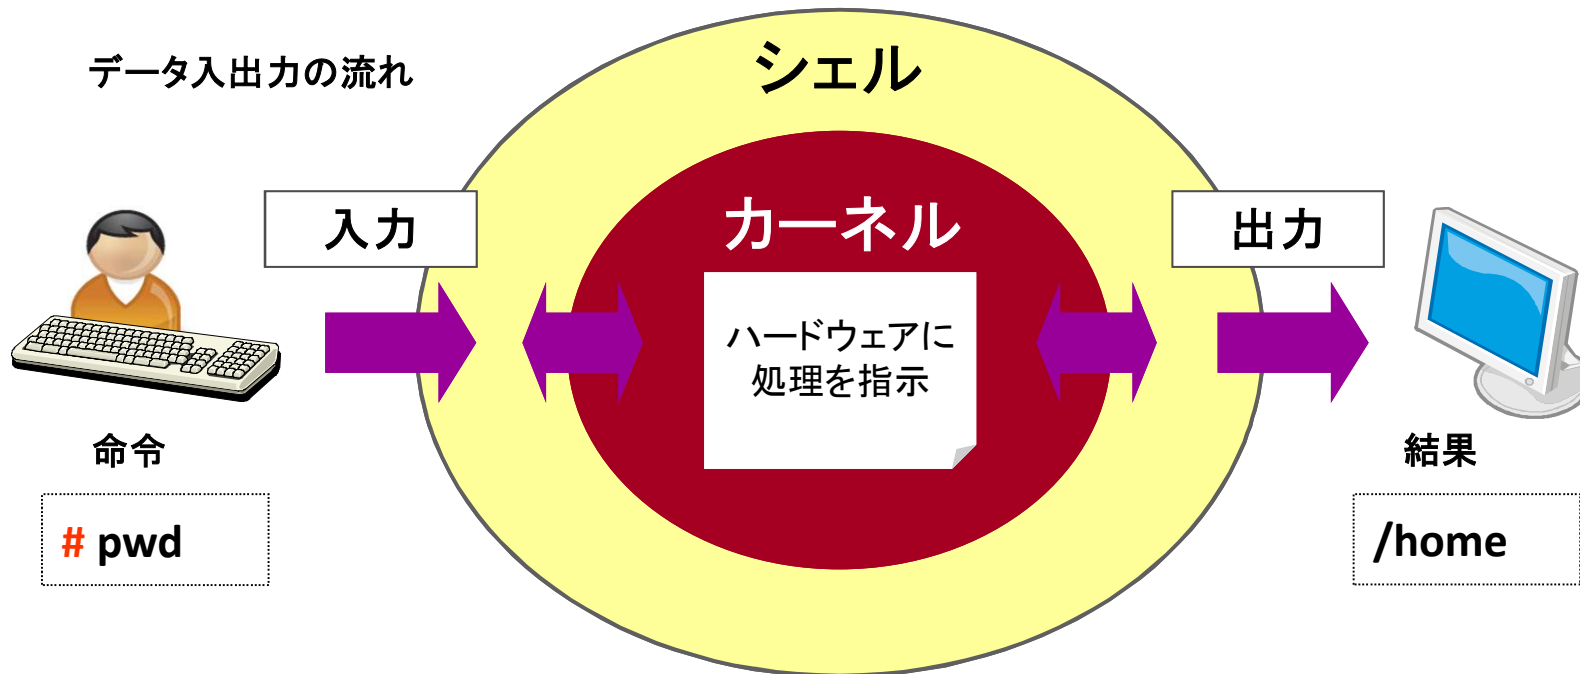 データ入出力の流れ
シェル
カーネル
入力
出力
ハードウェアに
処理を指示
命令
結果
# pwd
/home